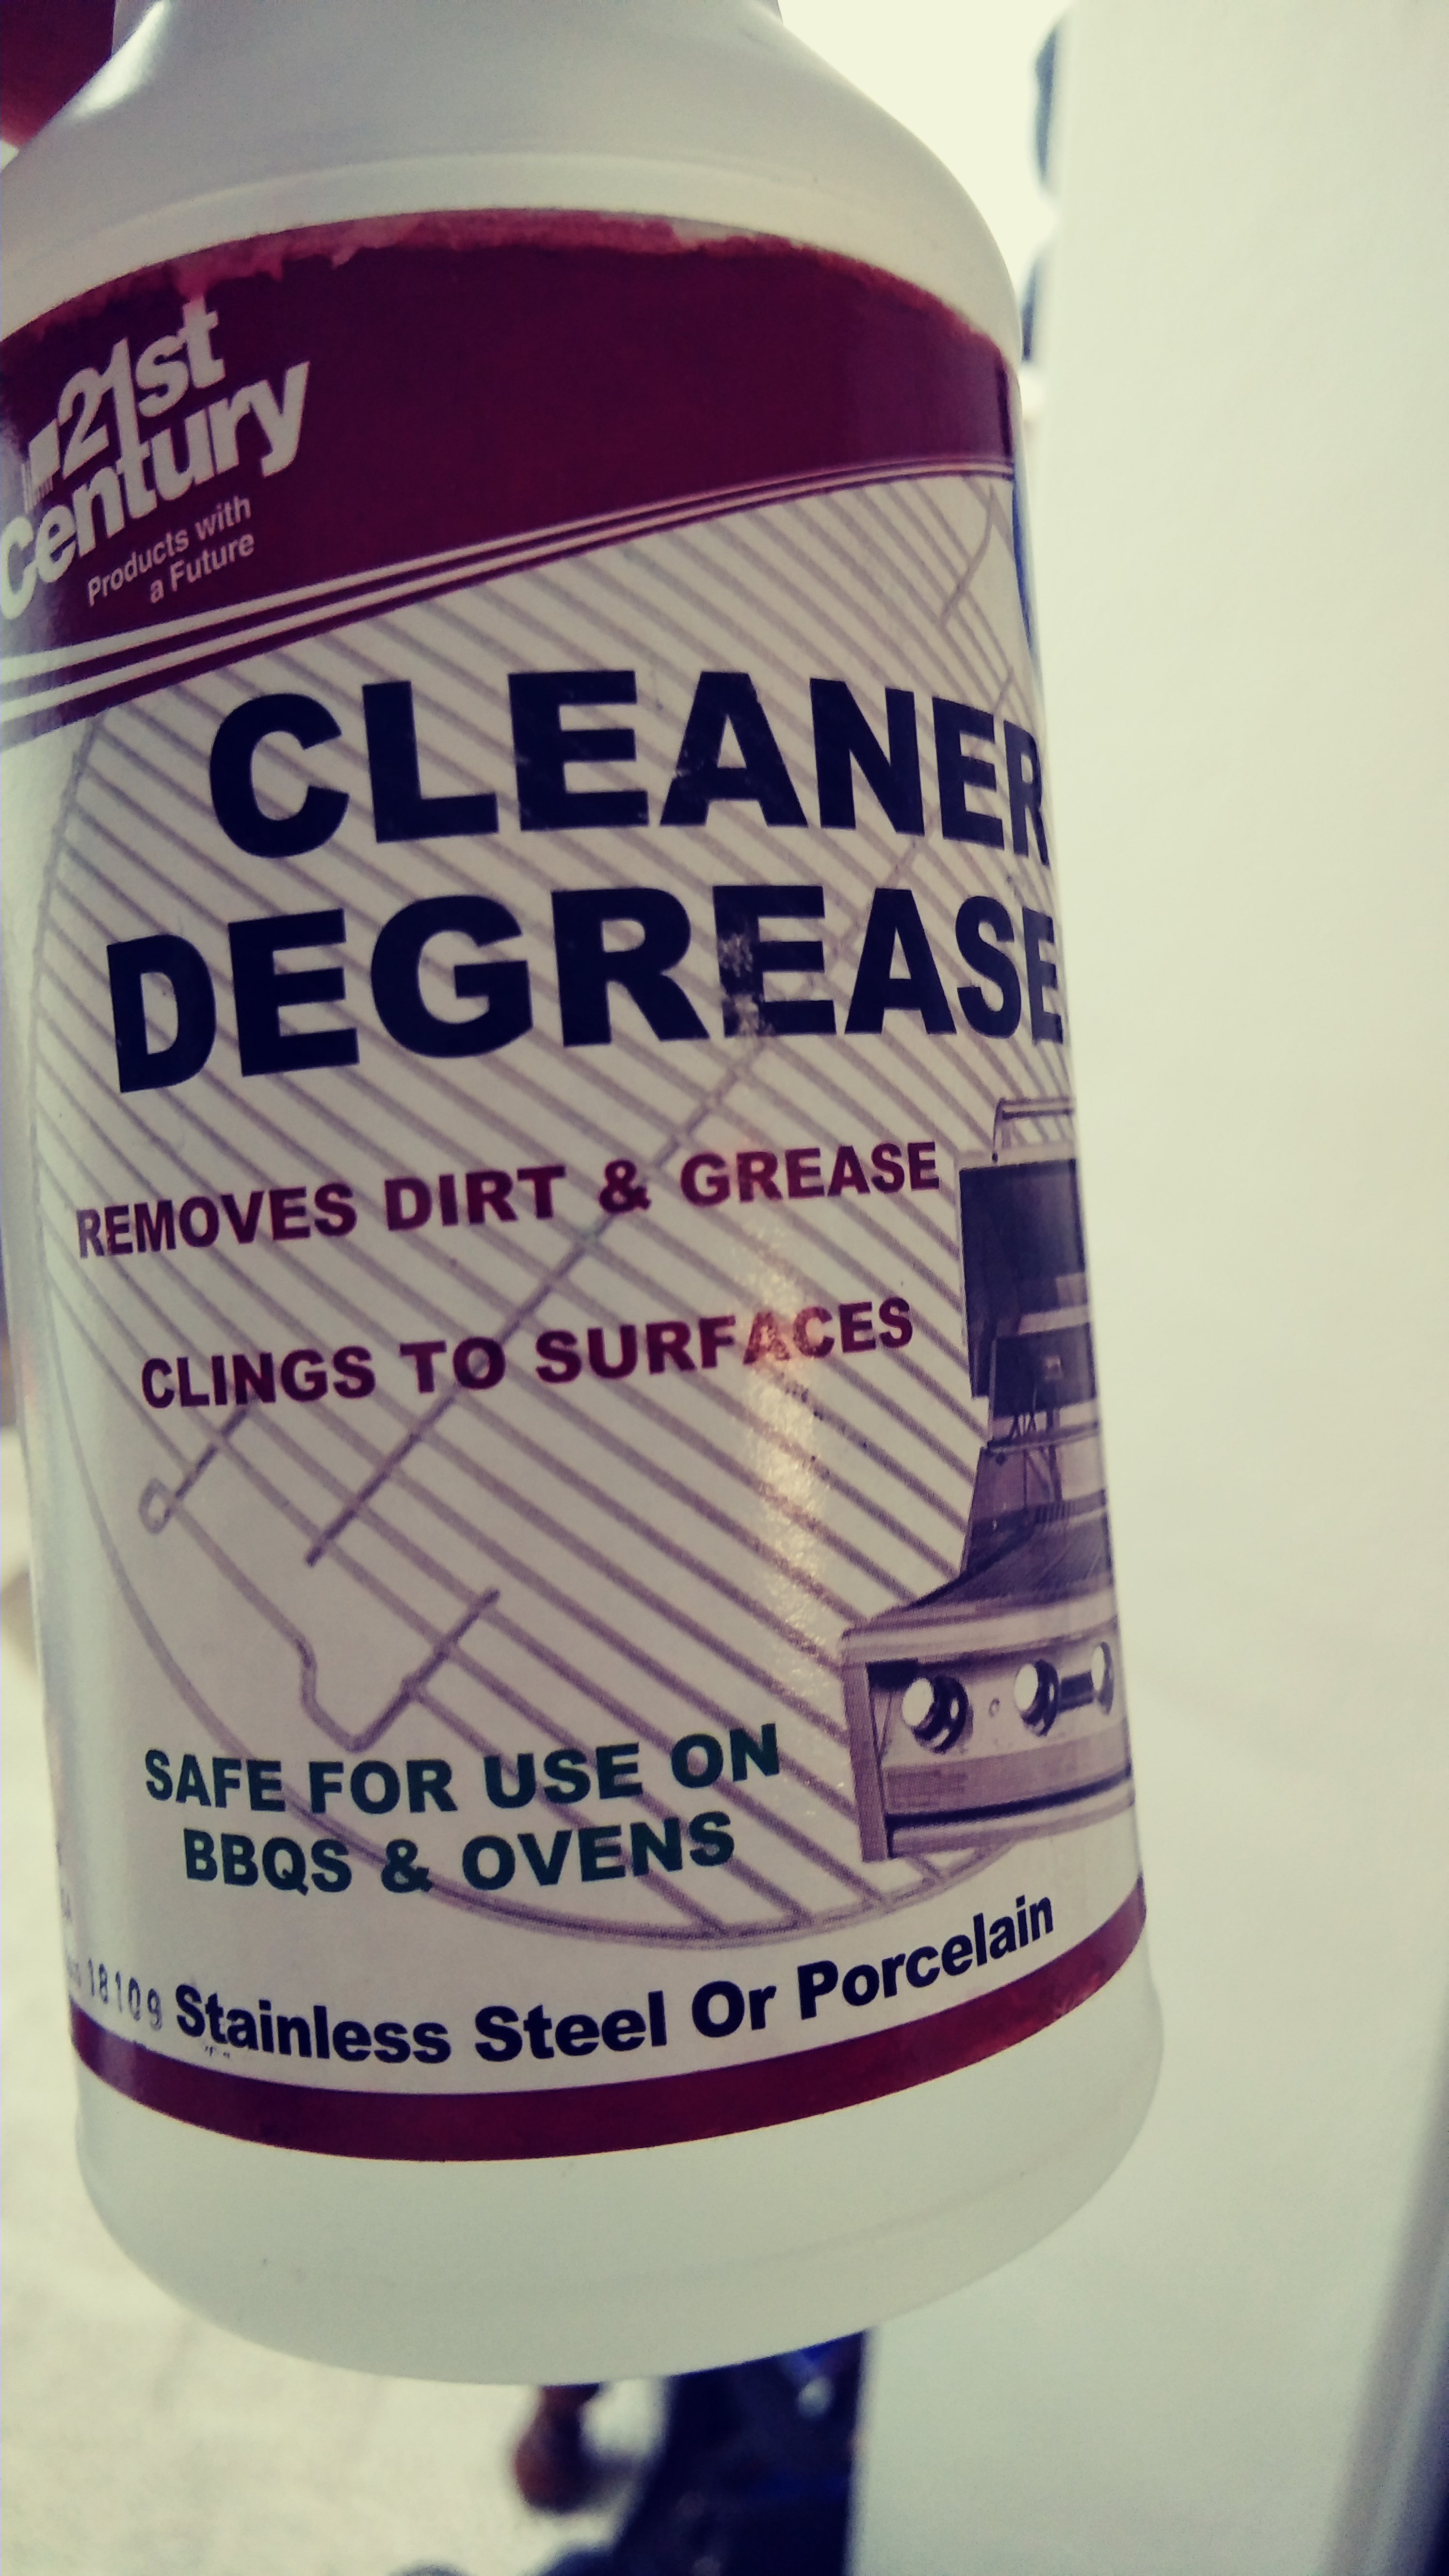 21st
Century
Products with
a Future
CLEANER
DEGREASE
REMOVES DIRT & GREASE
CLINGS TO SURFACES
SAFE FOR USE ON
BBQS & OVENS
18109
Stainless Steel Or Porcelain